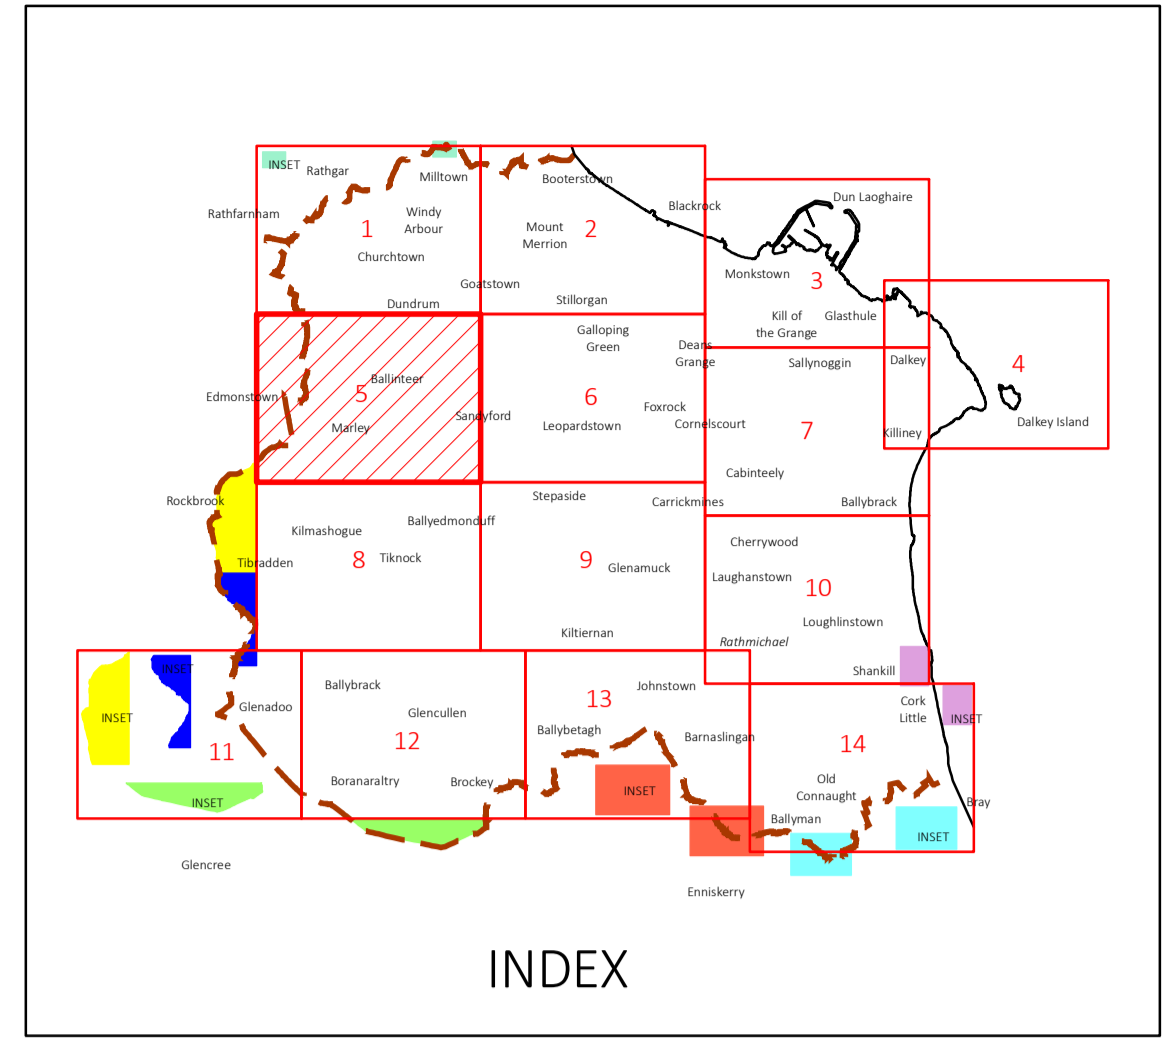 INSET
Rathgar
Milltown
Booterstown
Rathfarnham
Windy
Arbour
1
Churchtown
Mount
Merrion
2
Blackrock
Dun Laoghaire
Goatstown
Dundrum
Stillorgan
Monkstown
3
Kill of
the Grange
Glasthule
Galloping
Green
Deans
Grange
Sallynoggin
Dalkey
4
Edmonstown
Ballinteer
5
Marley
Sandyford
6
Leopardstown
Foxrock
Cornelscourt
7
Killiney
Dalkey Island
Cabinteely
Rockbrook
Stepaside
Carrickmines
Ballybrack
Kilmashogue
Ballyedmonduff
Tibradden
8
Tiknock
9
Glenamuck
Cherrywood
Laughanstown
10
Loughlinstown
Kiltiernan
Rathmichael
Shankill
INSET
INSET
Glenadoo
11
INSET
Ballybrack
Glencullen
12
Boranaraltry
Brockey
13
Johnstown
Ballybetagh
Barnaslingan
INSET
Cork
Little
INSET
14
Old
Connaught
Bray
Ballyman
INSET
Glencree
Enniskerry
INDEX